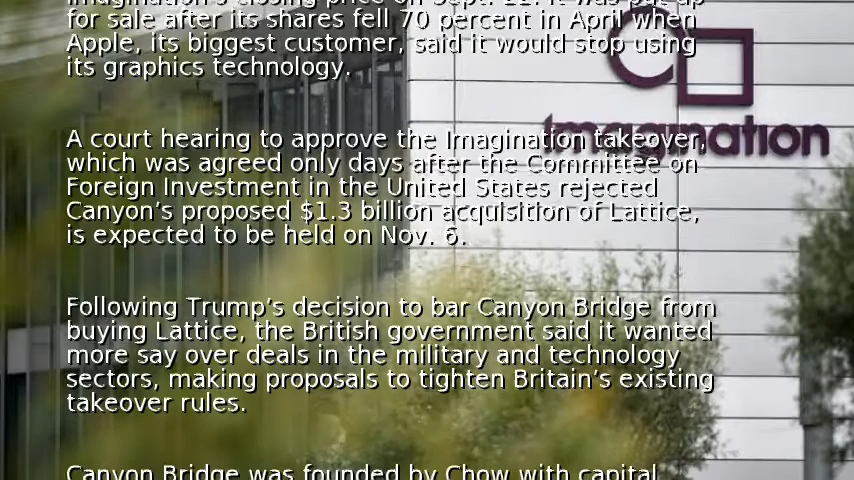 for sale after its shares fell 70 percent in April when
Apple, its biggest customer, said it would stop using
its graphics technology.
A court hearing to approve the Imagination takeover,
which was agreed only days after the Committee on
Foreign Investment in the United States rejected
Canyon’s proposed $1.3 billion acquisition of Lattice,
is expected to be held on Nov. 6.
Following Trump’s decision to bar Canyon Bridge from
buying Lattice, the British government said it wanted
more say over deals in the military and technology
sectors, making proposals to tighten Britain’s existing
takeover rules.
Canyon Bridge was founded by Chow with capital
Imagination